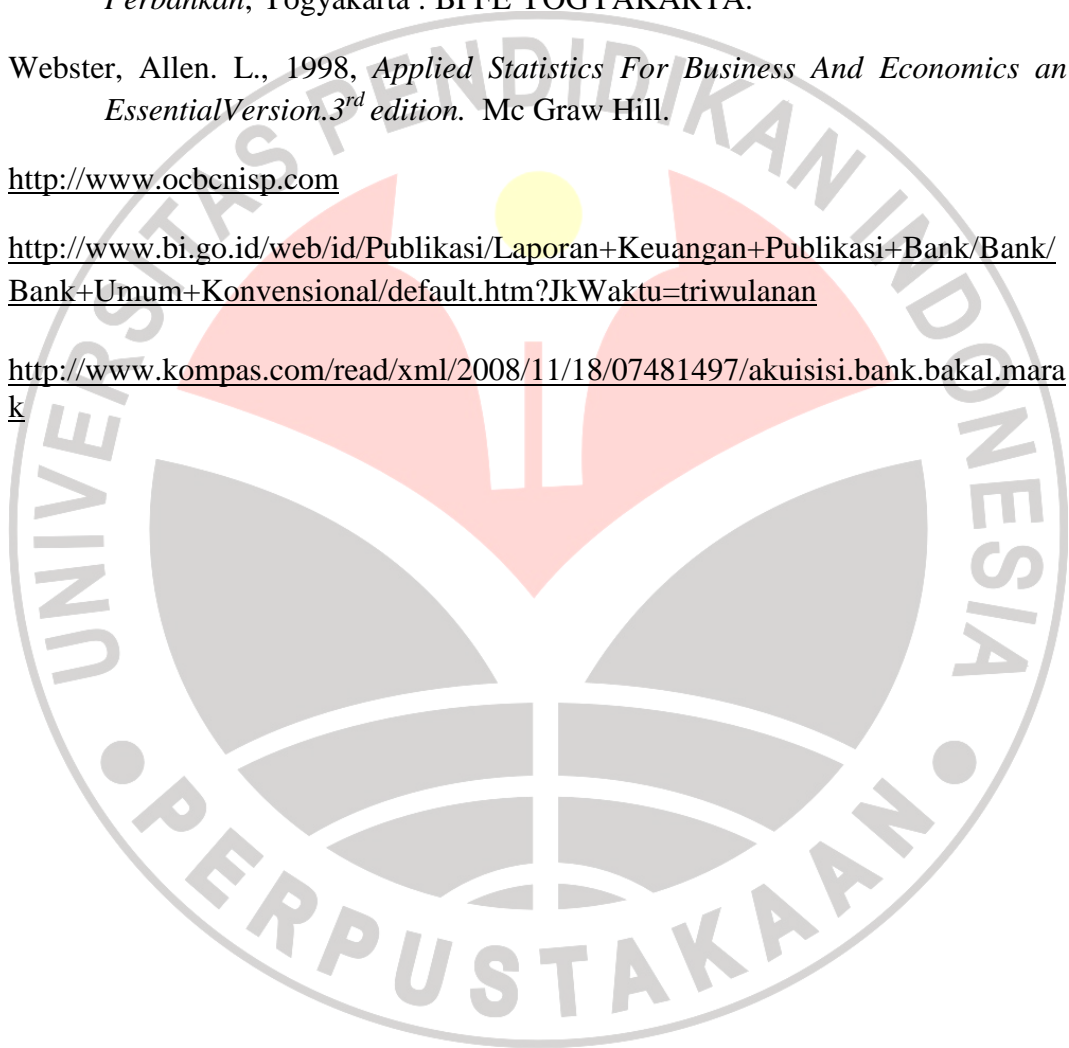 Perbankan, Yogyakarta : BPFE YOGYAKARTA.
Webster, Allen. L., 1998, Applied Statistics For Business And Economics an
EssentialVersion.3rd edition. Mc Graw Hill.
http://www.ocbcnisp.com
http://www.bi.go.id/web/id/Publikasi/Laporan+Keuangan+Publikasi+Bank/Bank/
Bank+Umum+Konvensional/default.htm?JkWaktu=triwulanan
http://www.kompas.com/read/xml/2008/11/18/07481497/akuisisi.bank.bakal.mara
k
UNIVERSITAS PENDIDIKAN INDONESIA
PERPUSTAKAAN